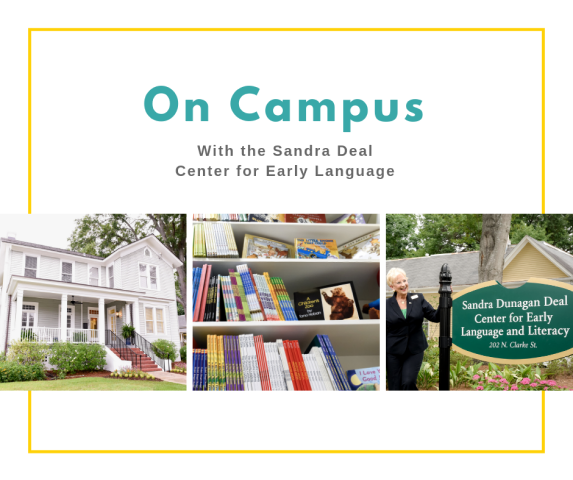 On Campus
With the Sandra Deal
Center for Early Language
Sandra Dunagan Deal
Center for Early
Language and Literacy
202 N. Clarke St.